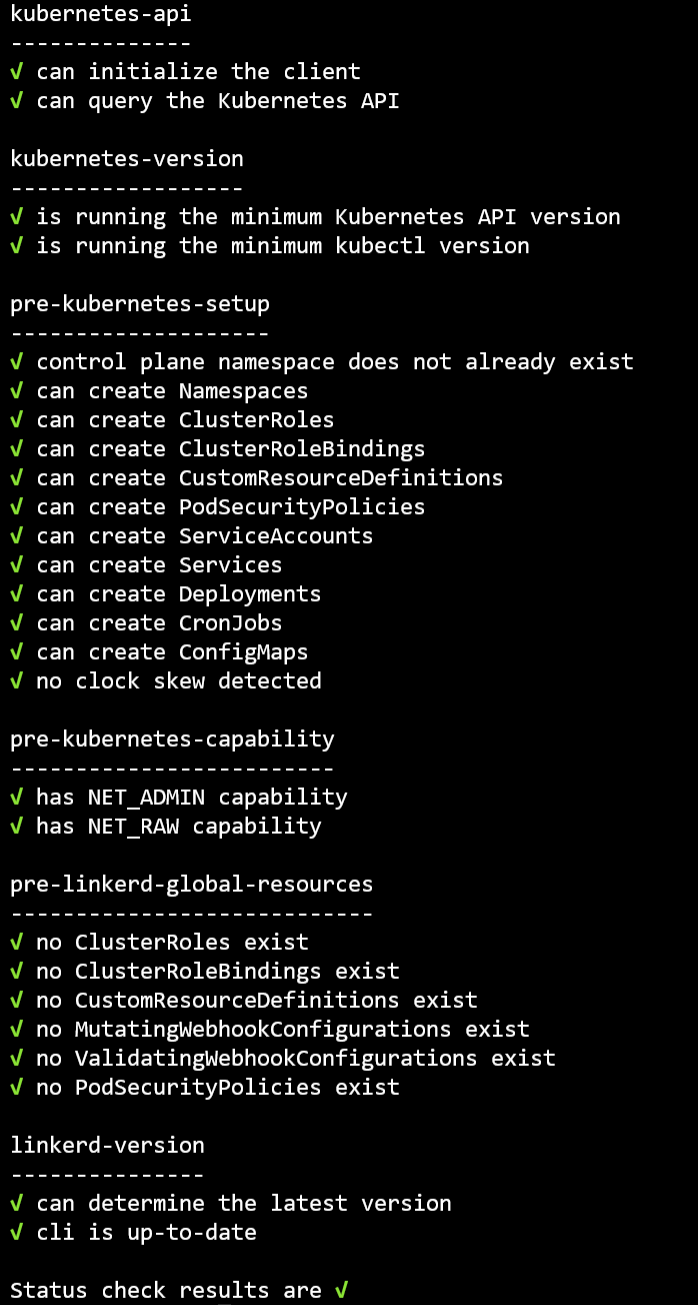 kubernetes-api
--------------
√ can initialize the client
√ can query the Kubernetes API

kubernetes-version
------------------
√ is running the minimum Kubernetes API version
√ is running the minimum kubectl version

pre-kubernetes-setup
--------------------
√ control plane namespace does not already exist
√ can create Namespaces
√ can create ClusterRoles
√ can create ClusterRoleBindings
√ can create CustomResourceDefinitions
√ can create PodSecurityPolicies
√ can create ServiceAccounts
√ can create Services
√ can create Deployments
√ can create CronJobs
√ can create ConfigMaps
√ no clock skew detected

pre-kubernetes-capability
-------------------------
√ has NET_ADMIN capability
√ has NET_RAW capability

pre-linkerd-global-resources
----------------------------
√ no ClusterRoles exist
√ no ClusterRoleBindings exist
√ no CustomResourceDefinitions exist
√ no MutatingWebhookConfigurations exist
√ no ValidatingWebhookConfigurations exist
√ no PodSecurityPolicies exist

linkerd-version
---------------
√ can determine the latest version
√ cli is up-to-date

Status check results are √